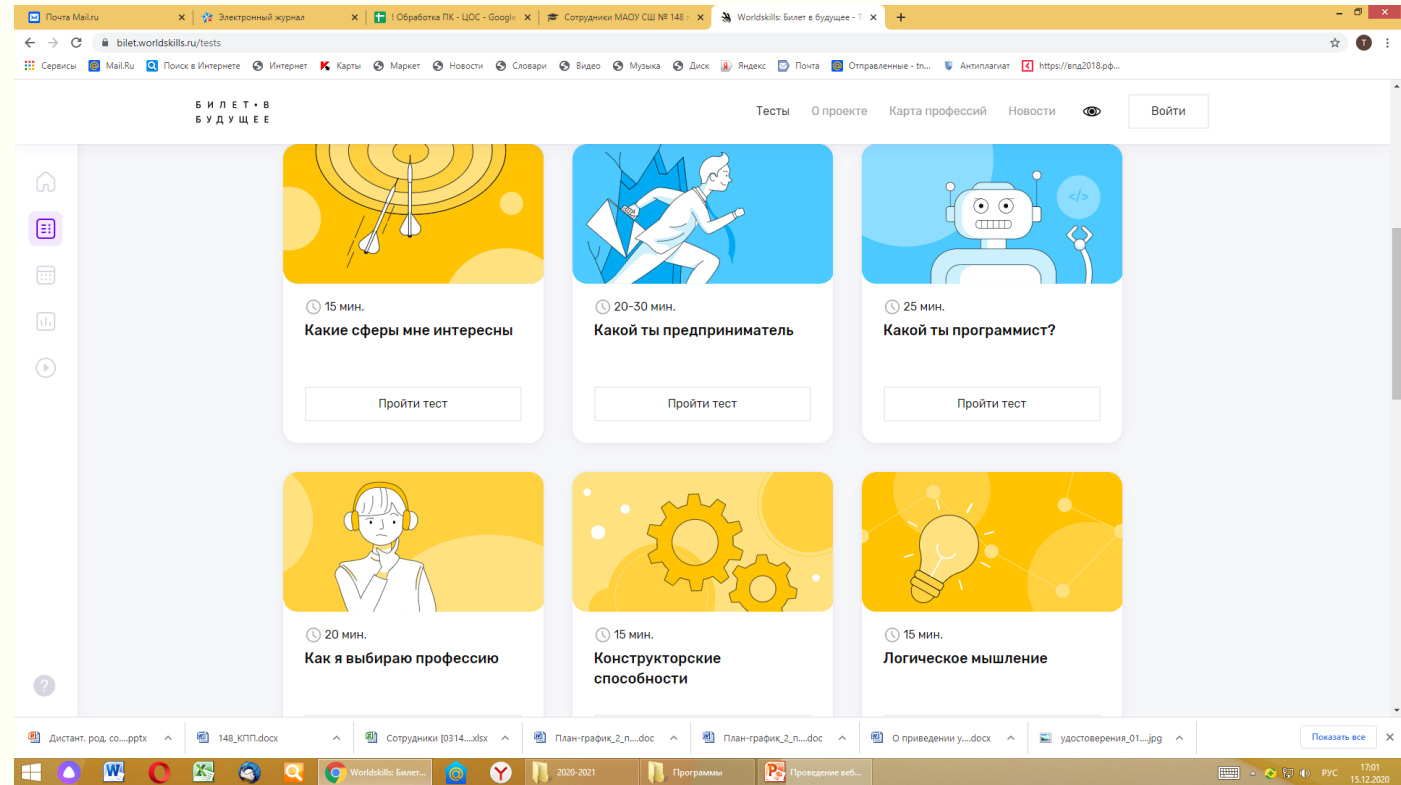 Почта Mail.ru
Электронный журнал
! Обработка ПК - ЦОС - Google
Сотрудники МАОУ СШ № 148 г.
Worldskills: Билет в будущее - Т
bilet.worldskills.ru/tests
T
Сервисы
Mail.Ru
Поиск в Интернете
Интернет
Карты
Маркет
Новости
Словари
Видео
Музыка
Диск
Яндекс
Почта
Отправленные - tn...
Антиплагиат
https://впд2018.рф...
БИЛЕТ•В
БУДУЩЕЕ
Тесты
О проекте
Карта профессий
Новости
Войти
</>
15 мин.
Какие сферы мне интересны
Пройти тест
20-30 мин.
Какой ты предприниматель
Пройти тест
25 мин.
Какой ты программист?
Пройти тест
20 мин.
Как я выбираю профессию
15 мин.
Конструкторские
способности
15 мин.
Логическое мышление
?
Дистант. род. со....pptx
148_КПП.docx
Сотрудники [0314....xlsx
План-график_2_п....doc
План-график_2_п....doc
О приведении у....docx
удостоверения_01....jpg
Показать все
Worldskills: Билет...
2020-2021
Программы
Проведение веб...
РУС
17:01
15.12.2020